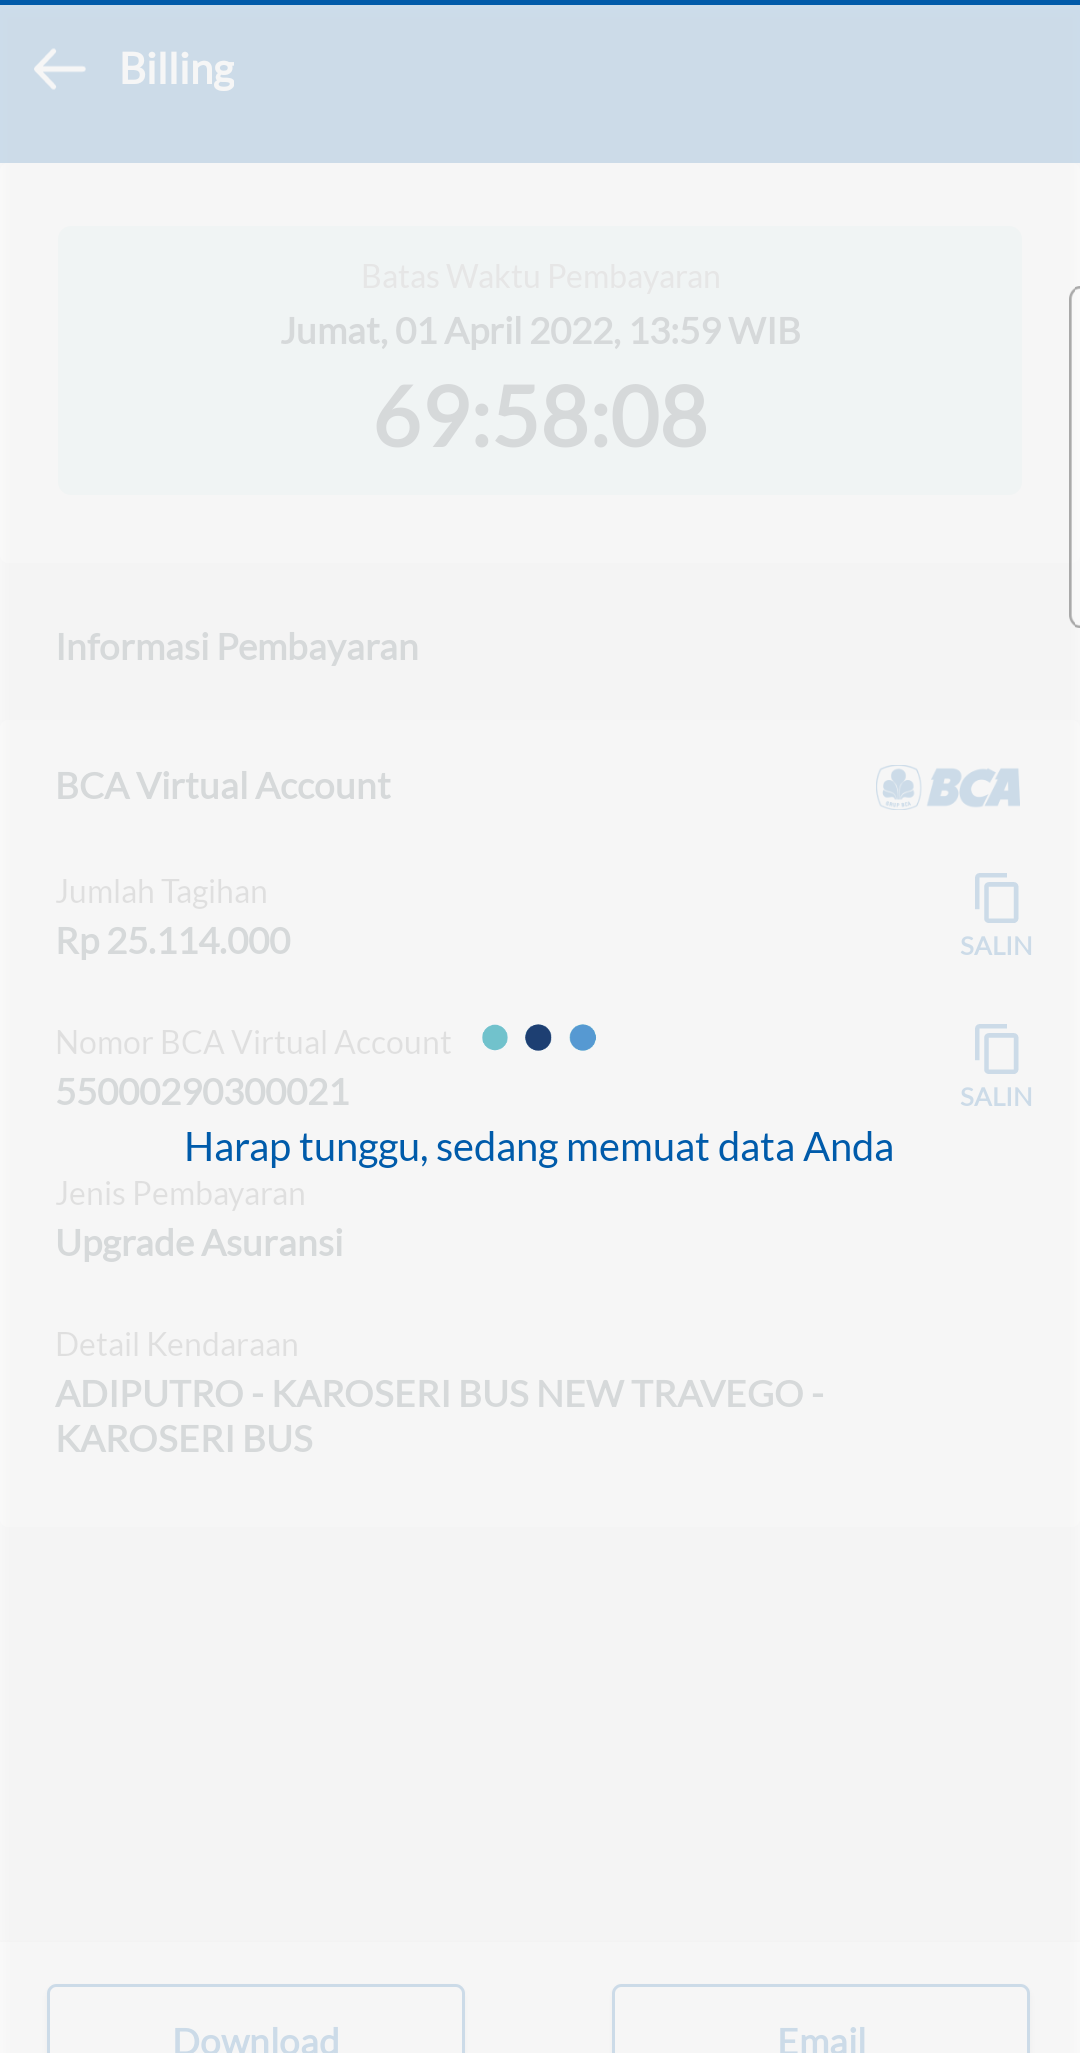 Billing
Batas Waktu Pembayaran
Jumat, 01 April 2022, 13:59 WIB
69:58:08
Informasi Pembayaran
BCA Virtual Account
BCA
Jumlah Tagihan
Rp 25.114.000
SALIN
Nomor BCA Virtual Account
55000290300021
SALIN
Harap tunggu, sedang memuat data Anda
Jenis Pembayaran
Upgrade Asuransi
Detail Kendaraan
ADIPUTRO - KAROSERI BUS NEW TRAVEGO -
KAROSERI BUS
Download
Email